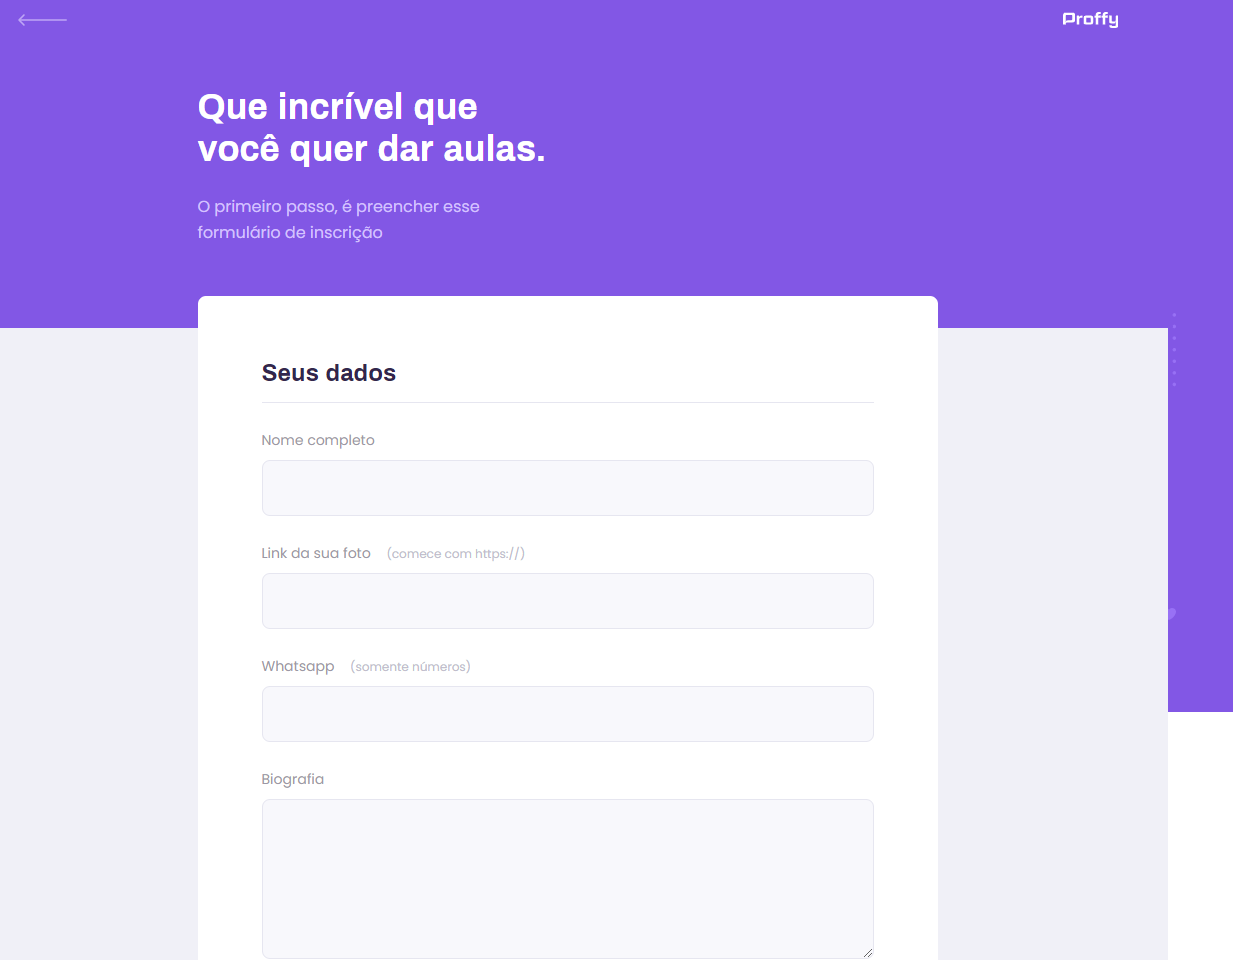 Proffy
Que incrível que
você quer dar aulas.
O primeiro passo, é preencher esse
formulário de inscrição
Seus dados
Nome completo
Link da sua foto (comece com https://)
Whatsapp (somente números)
Biografia